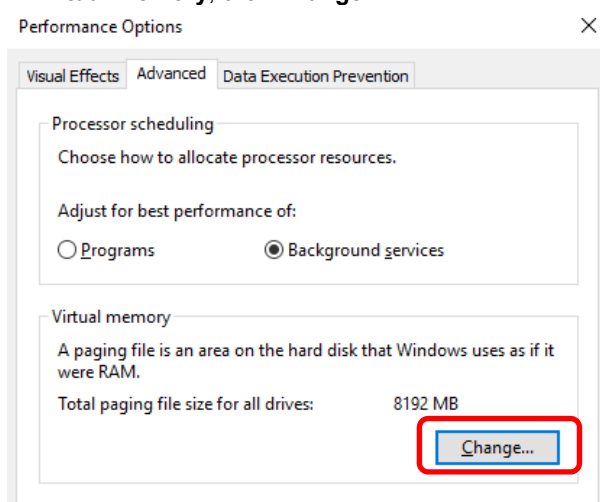 Performance Options
Visual Effects Advanced Data Execution Prevention
Processor scheduling
Choose how to allocate processor resources.
Adjust for best performance of:
Programs Background services
Virtual memory
A paging file is an area on the hard disk that Windows uses as if it
were RAM.
Total paging file size for all drives: 8192 MB
Change...